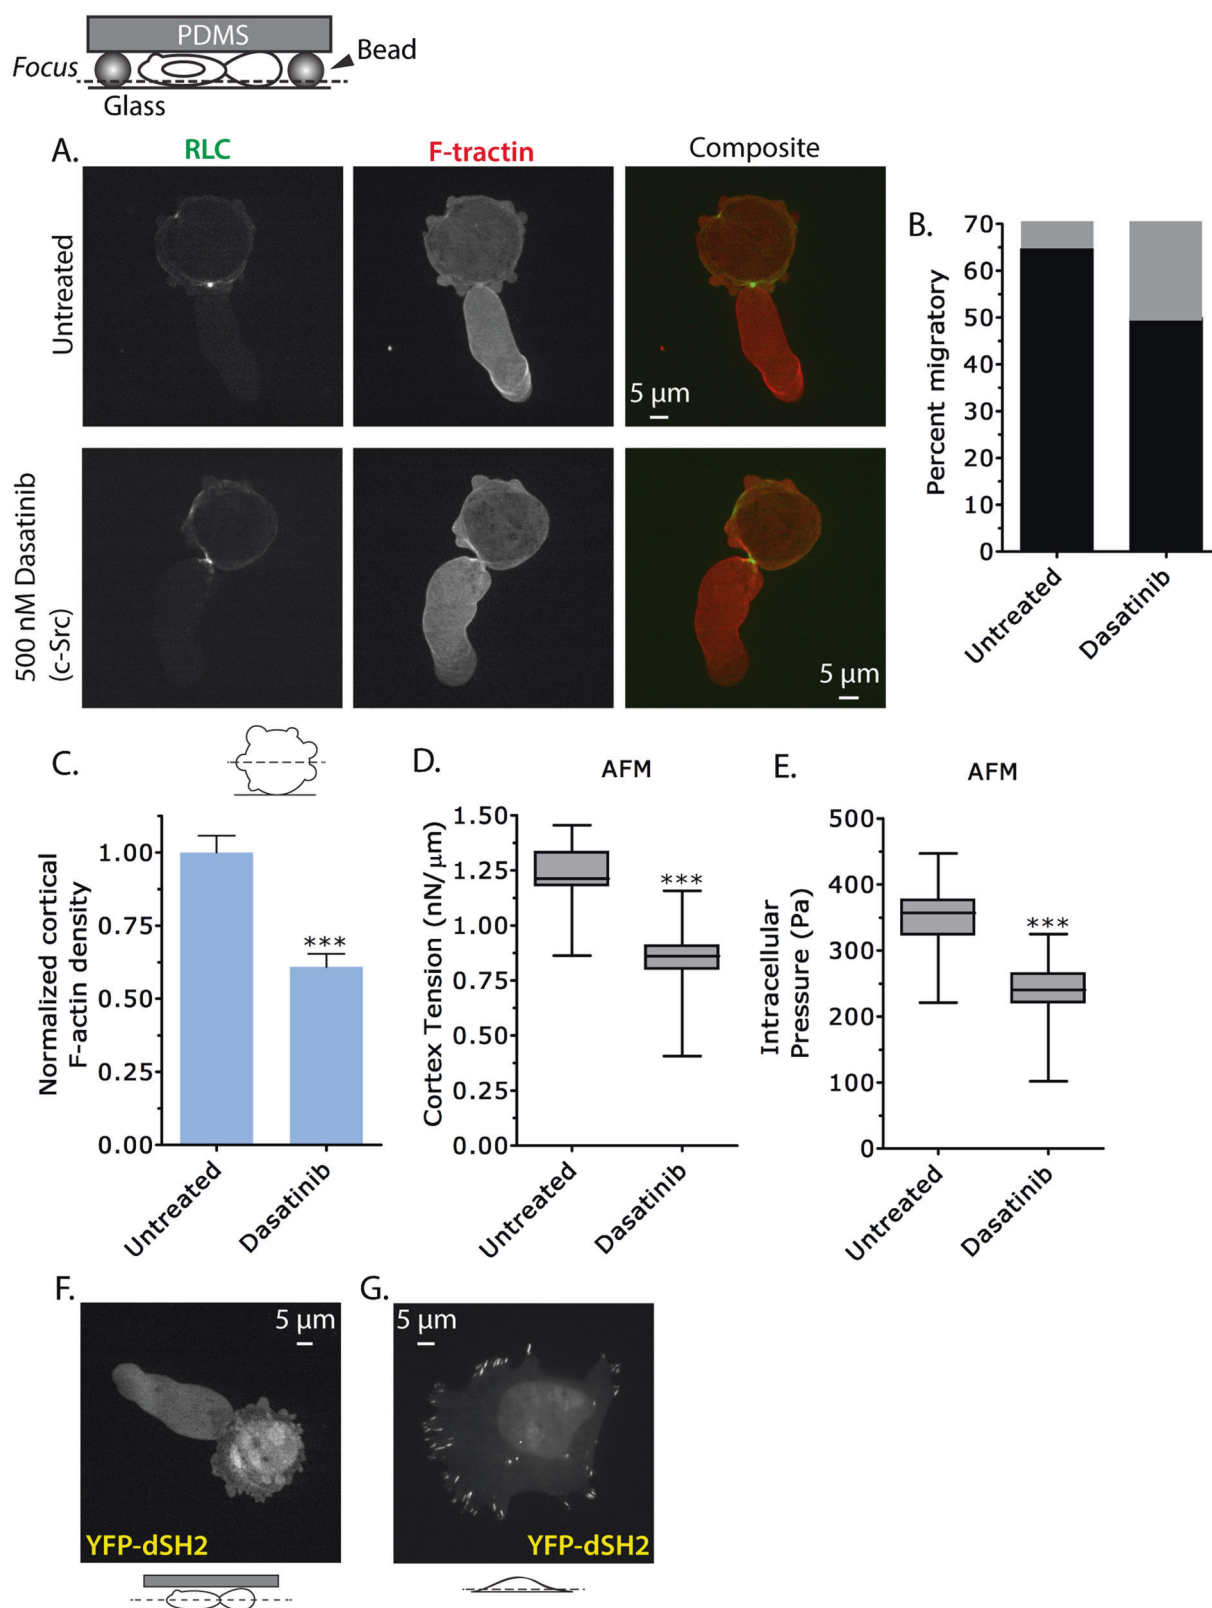 PDMS
Bead
Focus
Glass
A.
RLC
F-tractin
Composite
Untreated
5 μm
500 nM Dasatinib
(c-Src)
5 μm
B.
Percent migratory
70
60
50
40
30
20
10
0
Untreated
Dasatinib
C.
Normalized cortical
F-actin density
1.00
0.75
0.50
0.25
0.00
***
Untreated
Dasatinib
D.
AFM
Cortex Tension (nN/μm)
1.50
1.25
1.00
0.75
0.50
0.25
0.00
***
Untreated
Dasatinib
E.
AFM
Intracellular
Pressure (Pa)
500
400
300
200
100
0
***
Untreated
Dasatinib
F.
5 μm
YFP-dSH2
G.
5 μm
YFP-dSH2